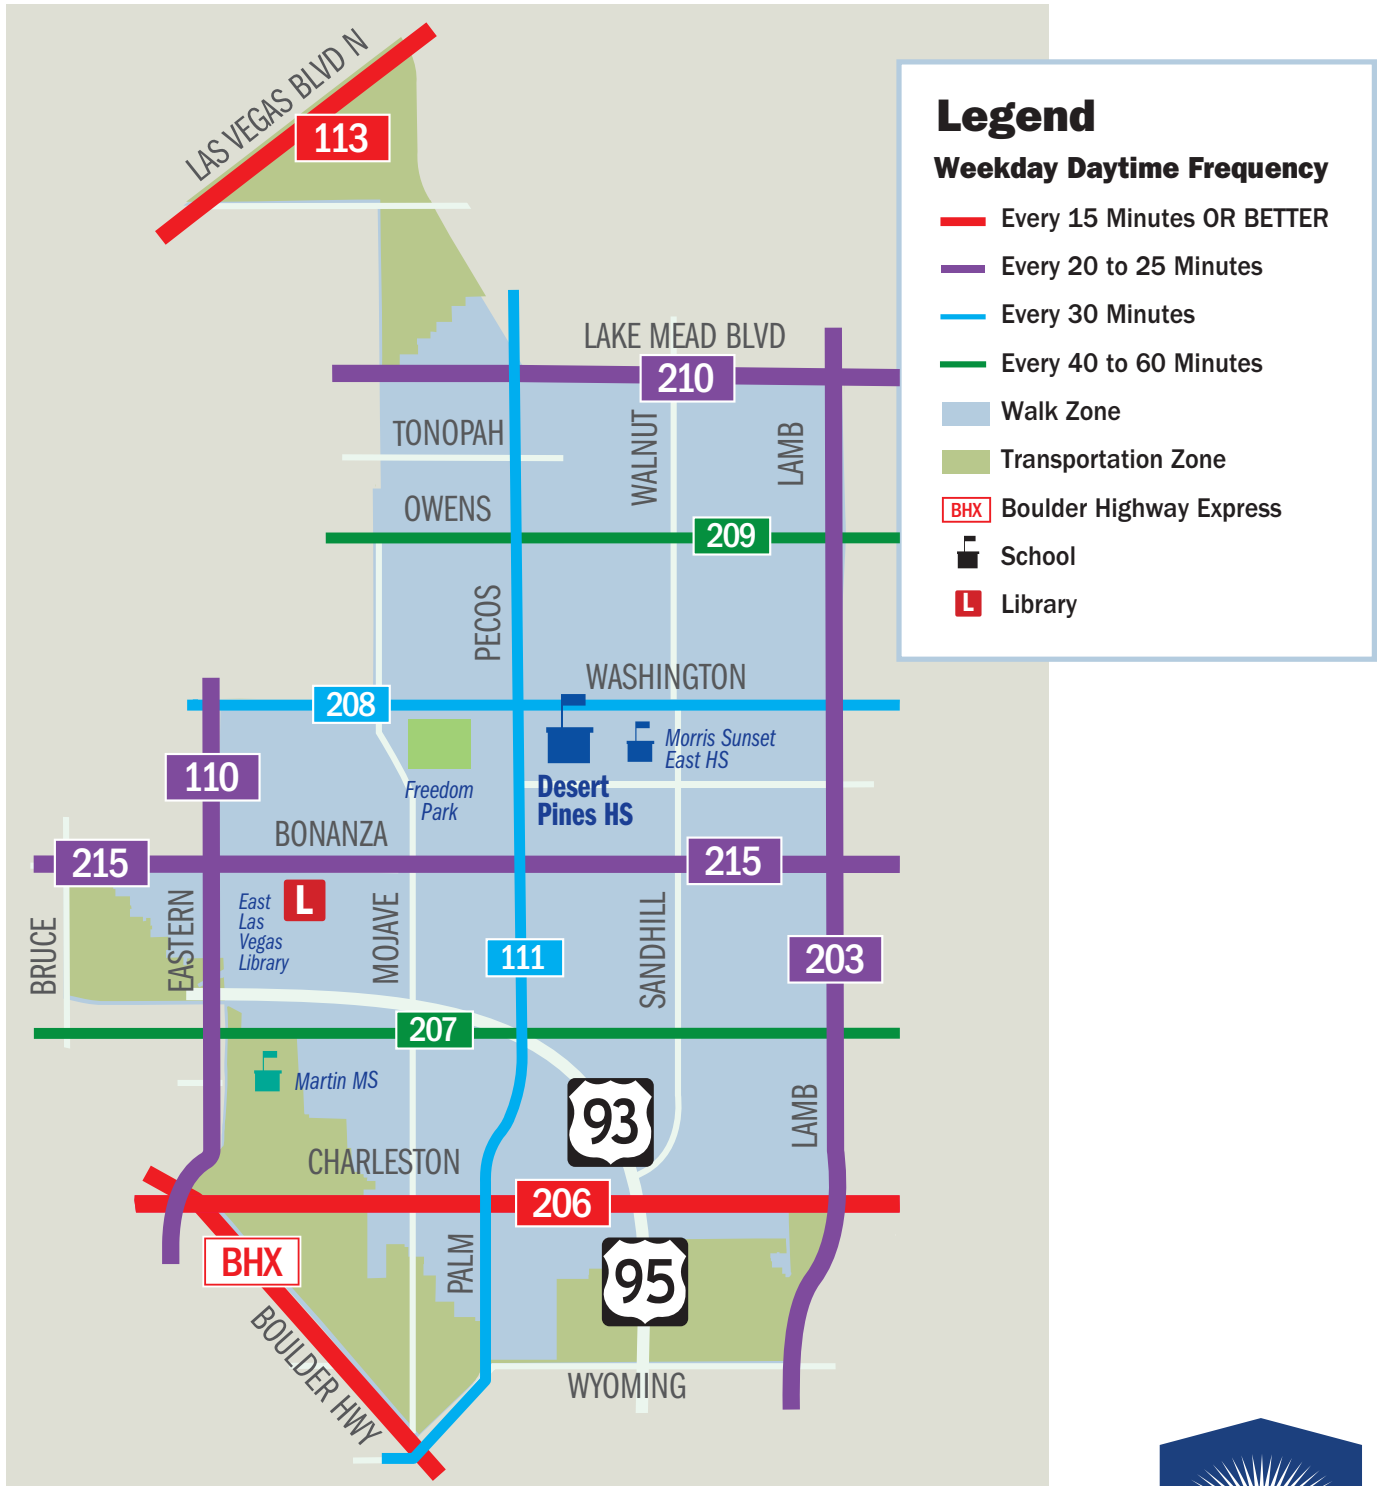 LAS VEGAS BLVD N
113
Legend
Weekday Daytime Frequency
Every 15 Minutes OR BETTER
Every 20 to 25 Minutes
Every 30 Minutes
Every 40 to 60 Minutes
Walk Zone
Transportation Zone
BHX Boulder Highway Express
School
L Library
LAKE MEAD BLVD
210
TONOPAH
WALNUT
LAMB
OWENS
209
PECOS
WASHINGTON
208
Morris Sunset
East HS
110
Freedom
Park
Desert
Pines HS
BONANZA
215
215
EASTERN
East
Las
Vegas
Library
L
MOJAVE
SANDHILL
BRUCE
111
203
207
Martin MS
93
LAMB
CHARLESTON
206
BHX
PALM
95
BOULDER HWY
WYOMING